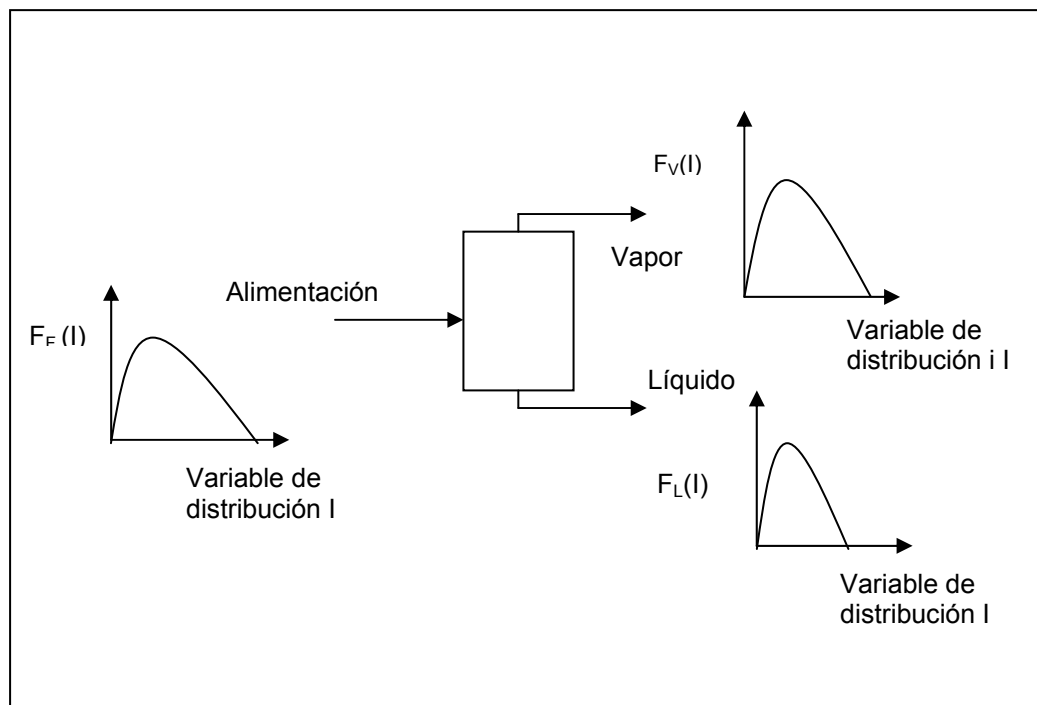 F_V(I)
Vapor
Variable de
distribución i I
Alimentación
F_F (I)
Variable de
distribución I
Líquido
F_L(I)
Variable de
distribución I